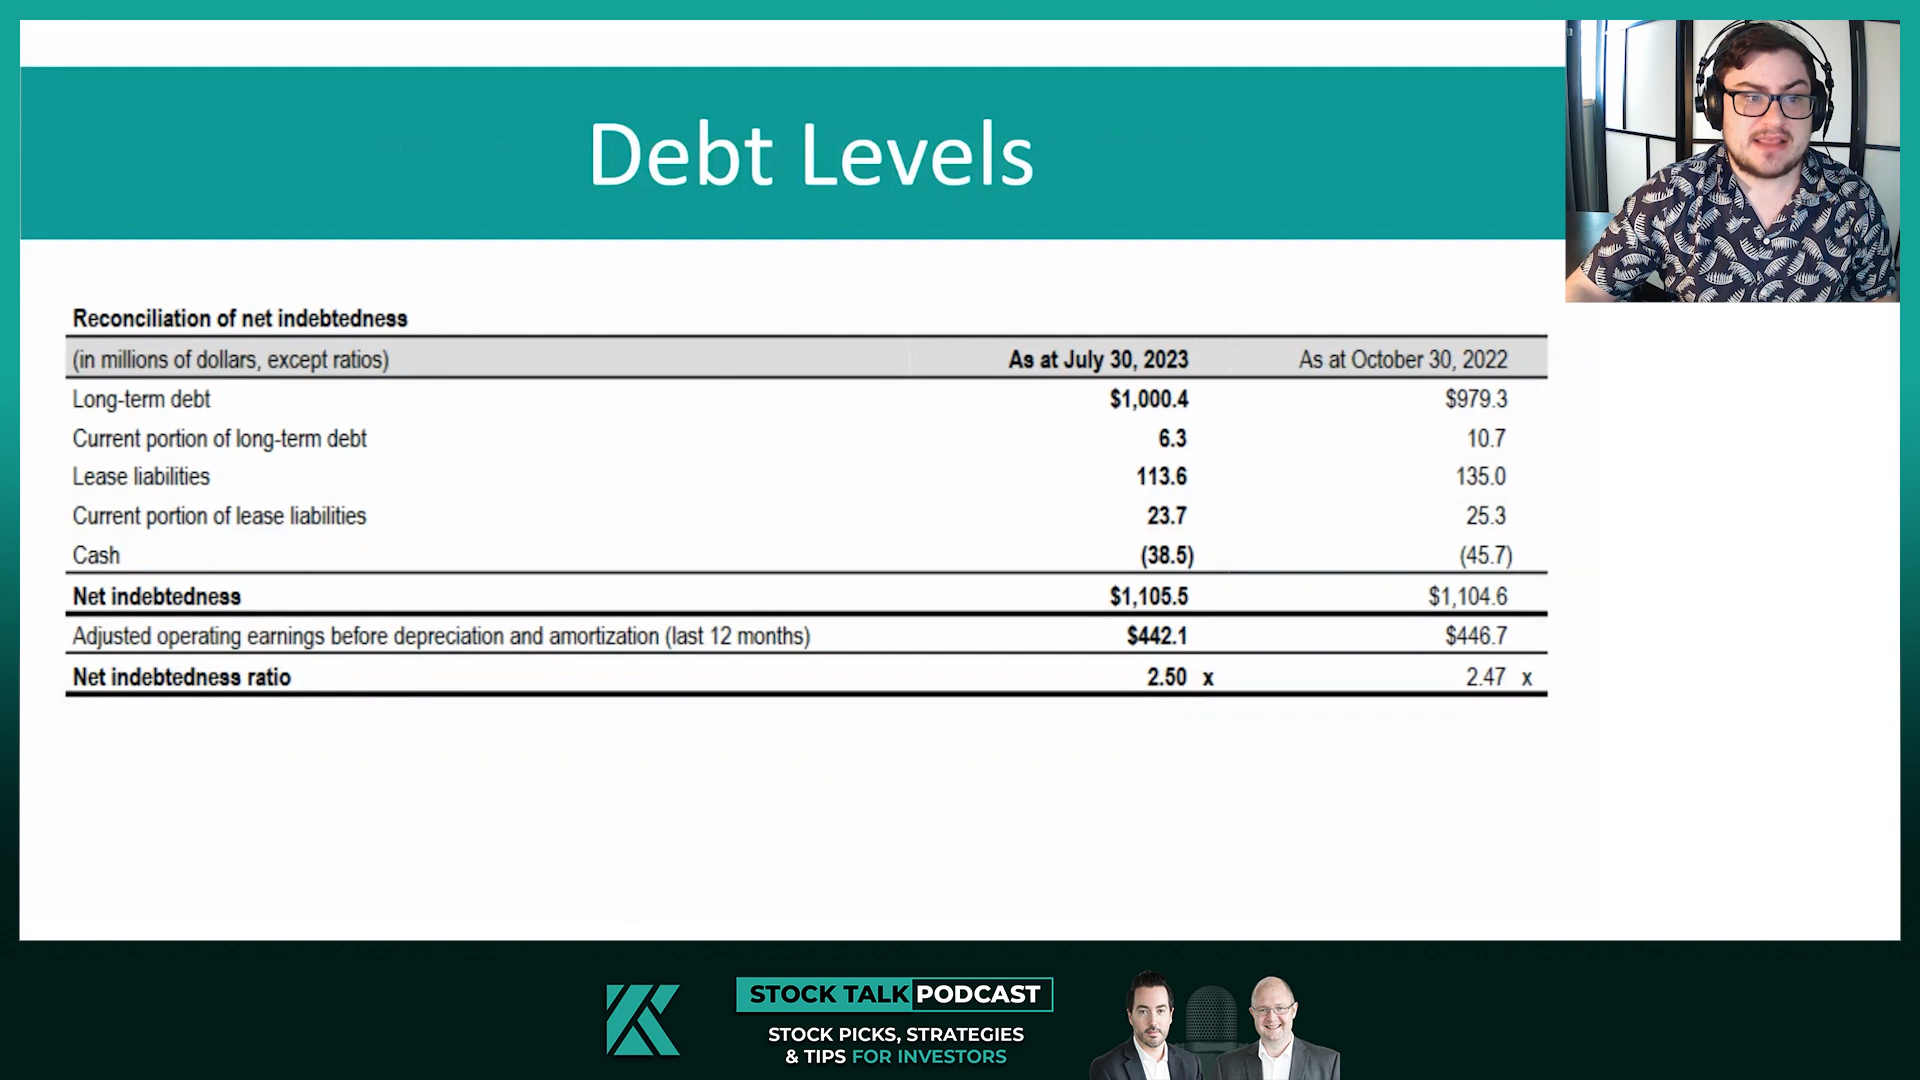 Debt Levels
Reconciliation of net indebtedness
(in millions of dollars, except ratios) As at July 30, 2023 As at October 30, 2022
Long-term debt $1,000.4 $979.3
Current portion of long-term debt 6.3 10.7
Lease liabilities 113.6 135.0
Current portion of lease liabilities 23.7 25.3
Cash (38.5) (45.7)
Net indebtedness $1,105.5 $1,104.6
Adjusted operating earnings before depreciation and amortization (last 12 months) $442.1 $446.7
Net indebtedness ratio 2.50 x 2.47 x
STOCK TALK PODCAST
STOCK PICKS, STRATEGIES
& TIPS FOR INVESTORS